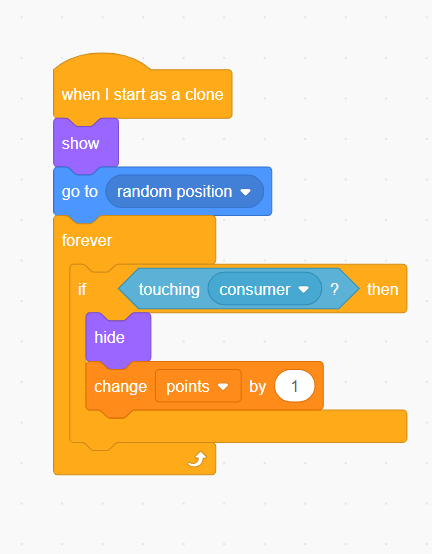 when I start as a clone
show
go to random position
forever
if touching consumer ? then
hide
change points by 1